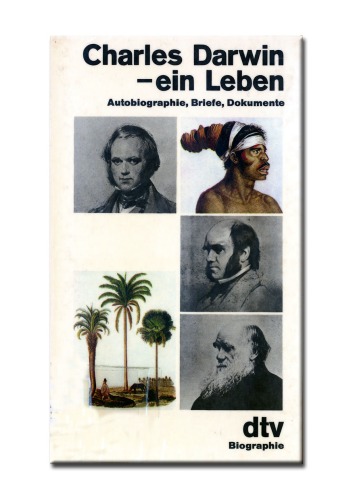 Charles Darwin
– ein Leben
Autobiographie, Briefe, Dokumente
dtv
Biographie